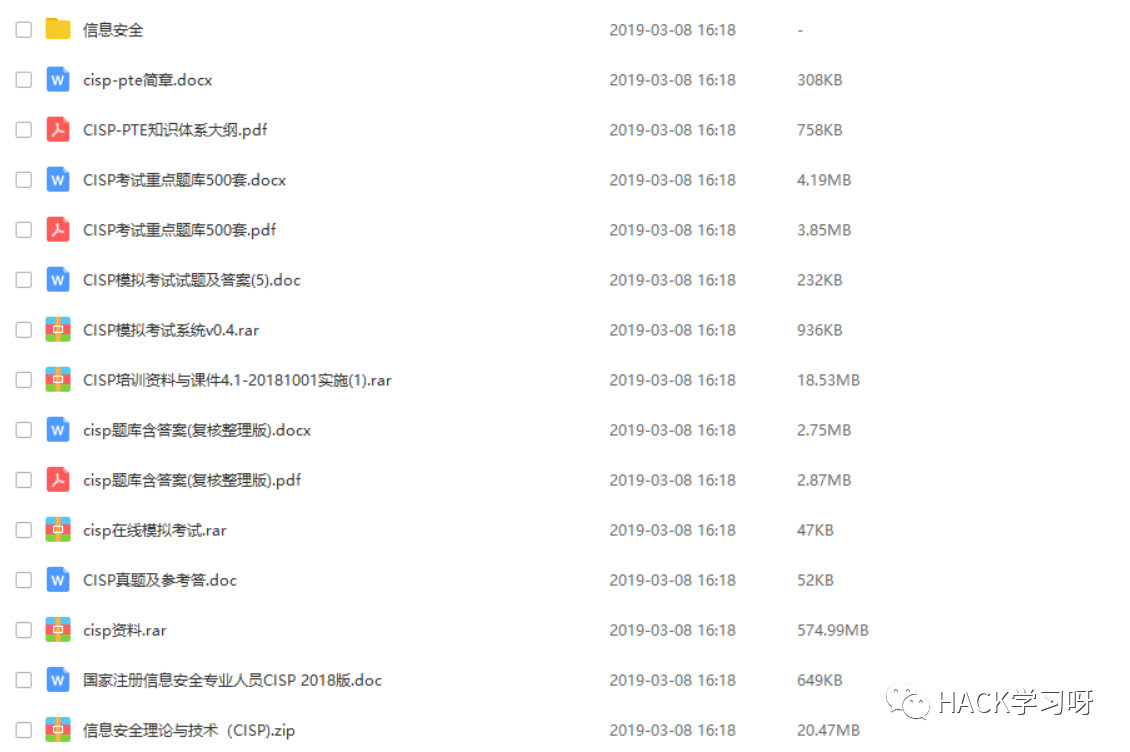 信息安全 2019-03-08 16:18 -
cisp-pte简章.docx 2019-03-08 16:18 308KB
CISP-PTE知识体系大纲.pdf 2019-03-08 16:18 758KB
CISP考试重点题库500套.docx 2019-03-08 16:18 4.19MB
CISP考试重点题库500套.pdf 2019-03-08 16:18 3.85MB
CISP模拟考试试题及答案(5).doc 2019-03-08 16:18 232KB
CISP模拟考试系统v0.4.rar 2019-03-08 16:18 936KB
CISP培训资料与课件4.1-20181001实施(1).rar 2019-03-08 16:18 18.53MB
cisp题库含答案(复核整理版).docx 2019-03-08 16:18 2.75MB
cisp题库含答案(复核整理版).pdf 2019-03-08 16:18 2.87MB
cisp在线模拟考试.rar 2019-03-08 16:18 47KB
CISP真题及参考答.doc 2019-03-08 16:18 52KB
cisp资料.rar 2019-03-08 16:18 574.99MB
国家注册信息安全专业人员CISP 2018版.doc 2019-03-08 16:18 649KB
HACK学习呀
信息安全理论与技术（CISP).zip 2019-03-08 16:18 20.47MB